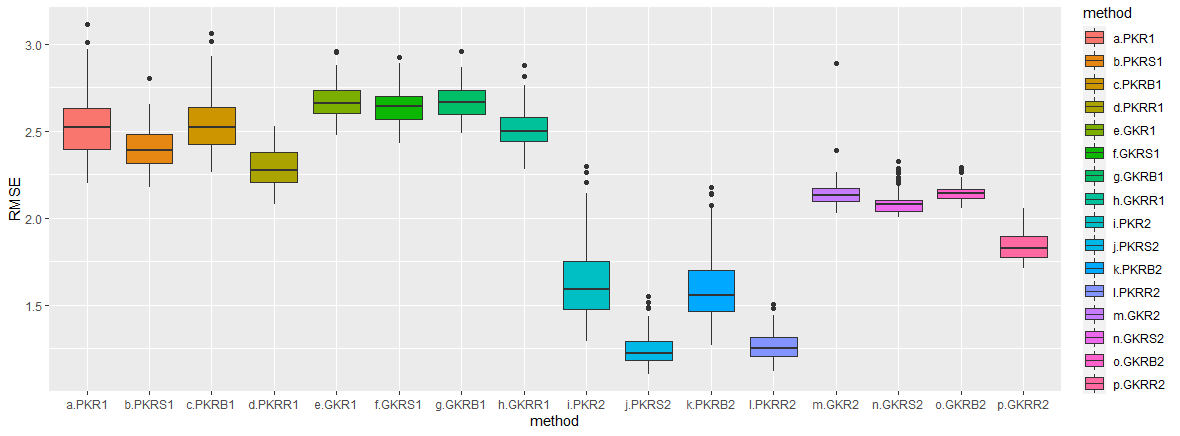 RMSE
3.0
2.5
2.0
1.5
a.PKR1 b.PKRS1 c.PKRB1 d.PKRR1 e.GKR1 f.GKRS1 g.GKRB1 h.GKRR1 i.PKR2 j.PKRS2 k.PKRB2 l.PKRR2 m.GKR2 n.GKRS2 o.GKRB2 p.GKRR2
method
method
a.PKR1
b.PKRS1
c.PKRB1
d.PKRR1
e.GKR1
f.GKRS1
g.GKRB1
h.GKRR1
i.PKR2
j.PKRS2
k.PKRB2
l.PKRR2
m.GKR2
n.GKRS2
o.GKRB2
p.GKRR2